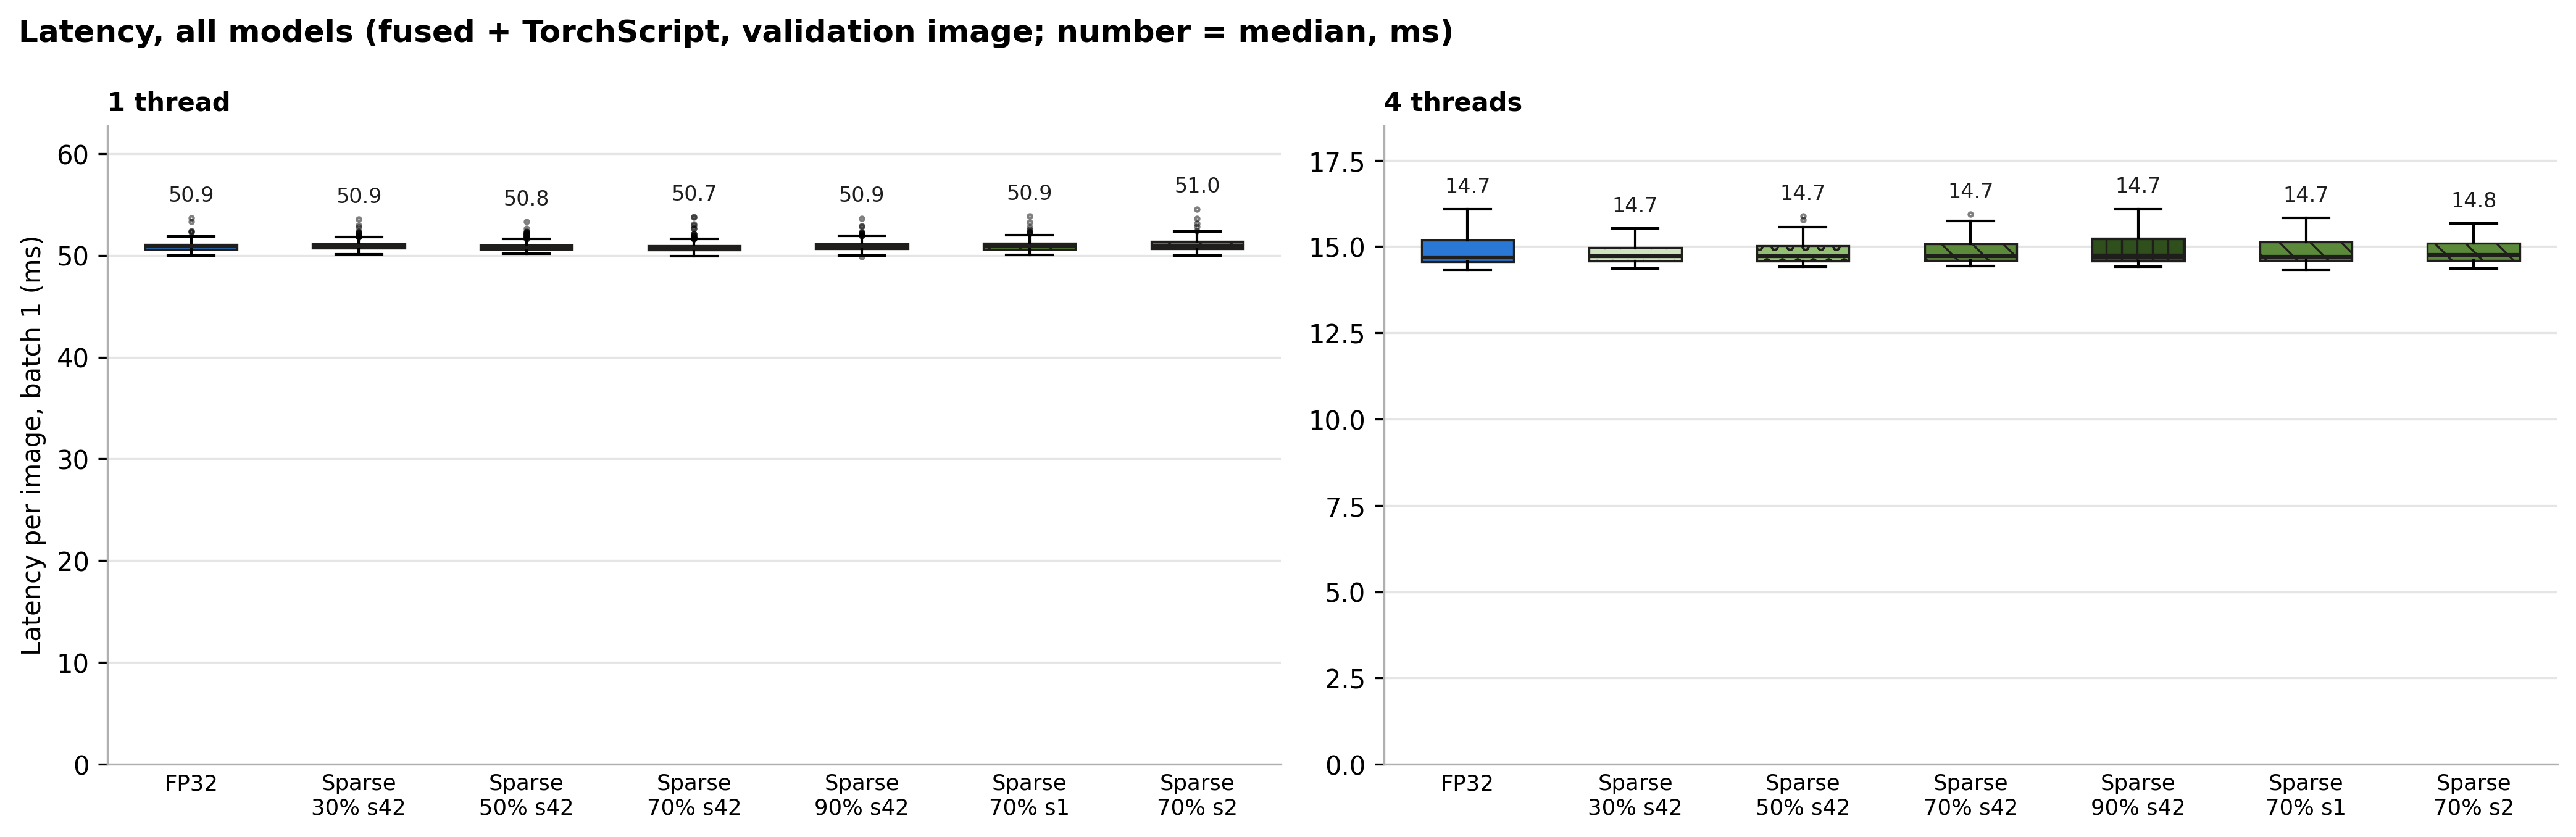 Latency, all models (fused + TorchScript, validation image; number = median, ms)
1 thread
Latency per image, batch 1 (ms)
60
50
40
30
20
10
0
50.9
50.9
50.8
50.7
50.9
50.9
51.0
FP32
Sparse
30% s42
Sparse
50% s42
Sparse
70% s42
Sparse
90% s42
Sparse
70% s1
Sparse
70% s2
4 threads
17.5
15.0
12.5
10.0
7.5
5.0
2.5
0.0
14.7
14.7
14.7
14.7
14.7
14.7
14.8
FP32
Sparse
30% s42
Sparse
50% s42
Sparse
70% s42
Sparse
90% s42
Sparse
70% s1
Sparse
70% s2